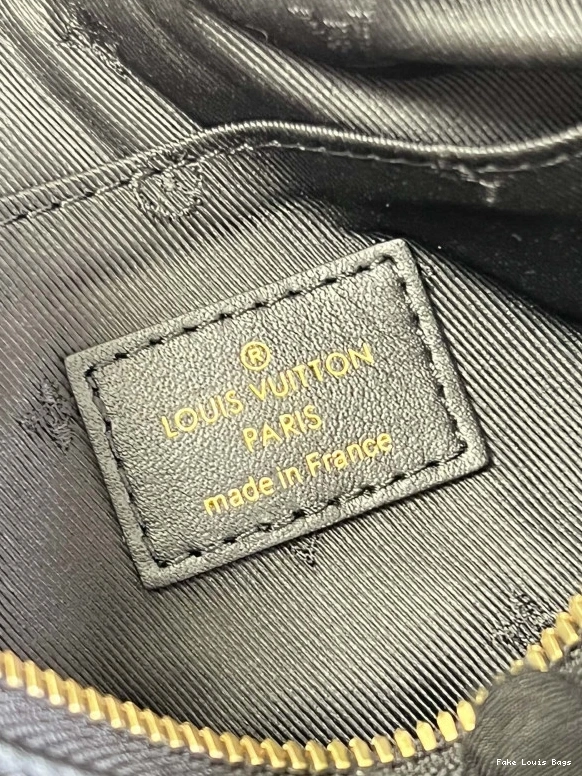 ®
LOUIS VUITTON
PARIS
made in France
Fake Louis Bags